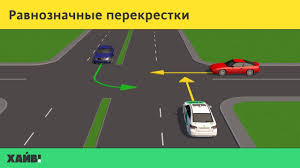 Равнозначные перекрестки
ХАЙВ